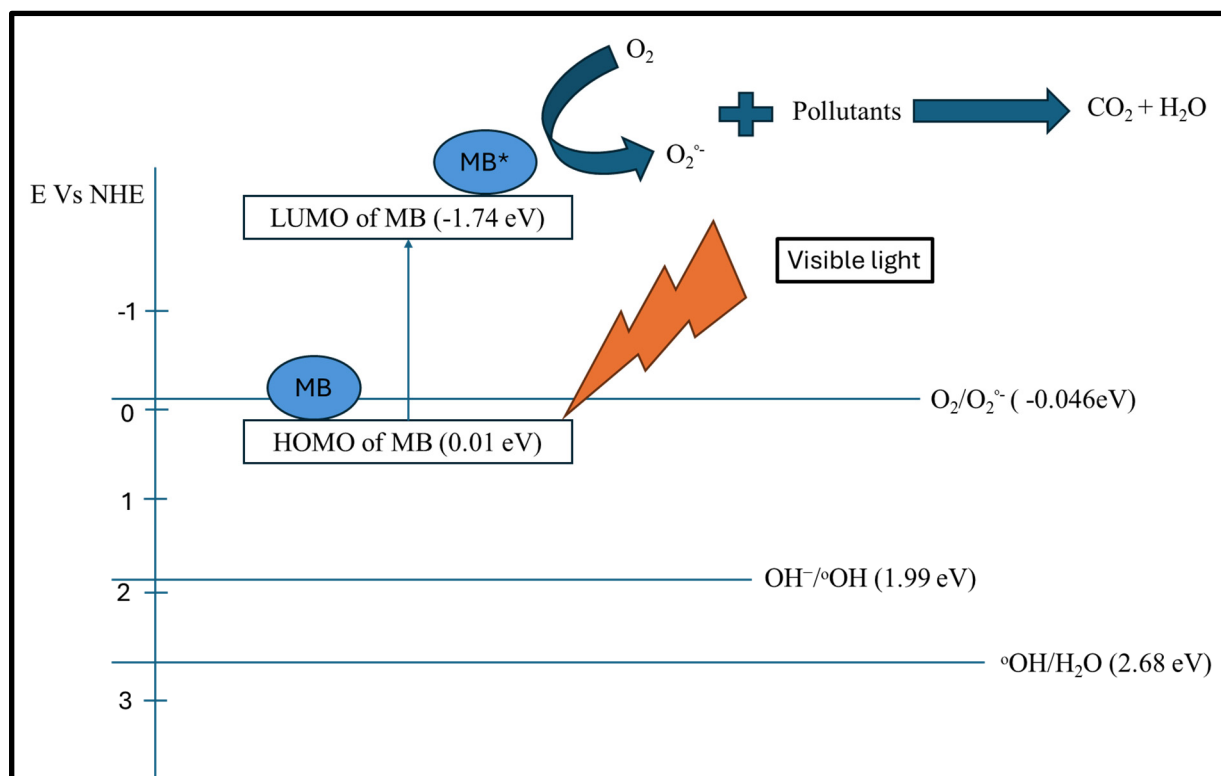 O₂
Pollutants
CO₂ + H₂O
MB*
O₂°⁻
E Vs NHE
LUMO of MB (-1.74 eV)
Visible light
-1
MB
O₂/O₂°⁻ ( -0.046eV)
0
HOMO of MB (0.01 eV)
1
OH⁻/ᵒOH (1.99 eV)
2
ᵒOH/H₂O (2.68 eV)
3